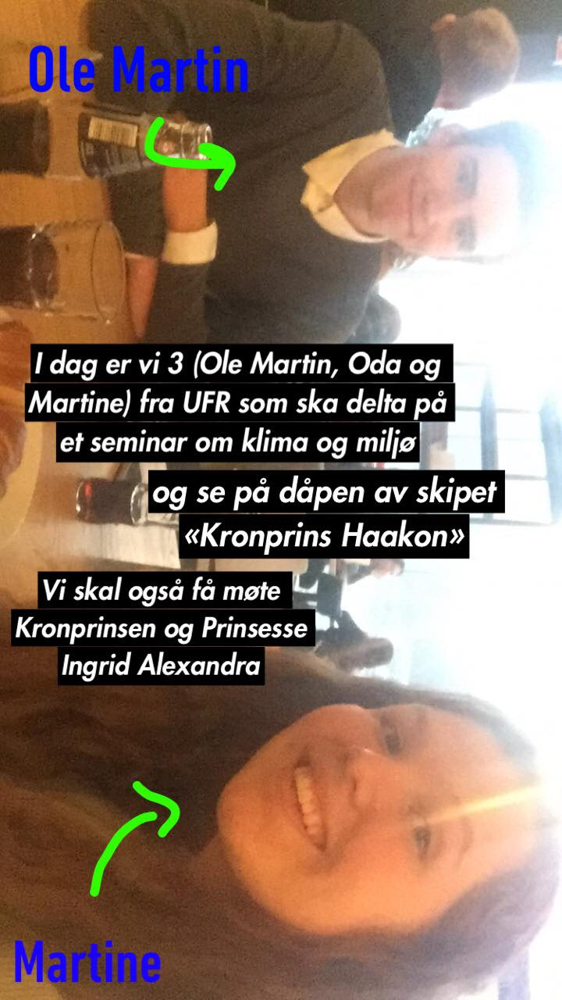 Ole Martin
I dag er vi 3 (Ole Martin, Oda og
Martine) fra UFR som ska delta på
et seminar om klima og miljø
og se på dåpen av skipet
«Kronprins Haakon»
Vi skal også få møte
Kronprinsen og Prinsesse
Ingrid Alexandra
Martine